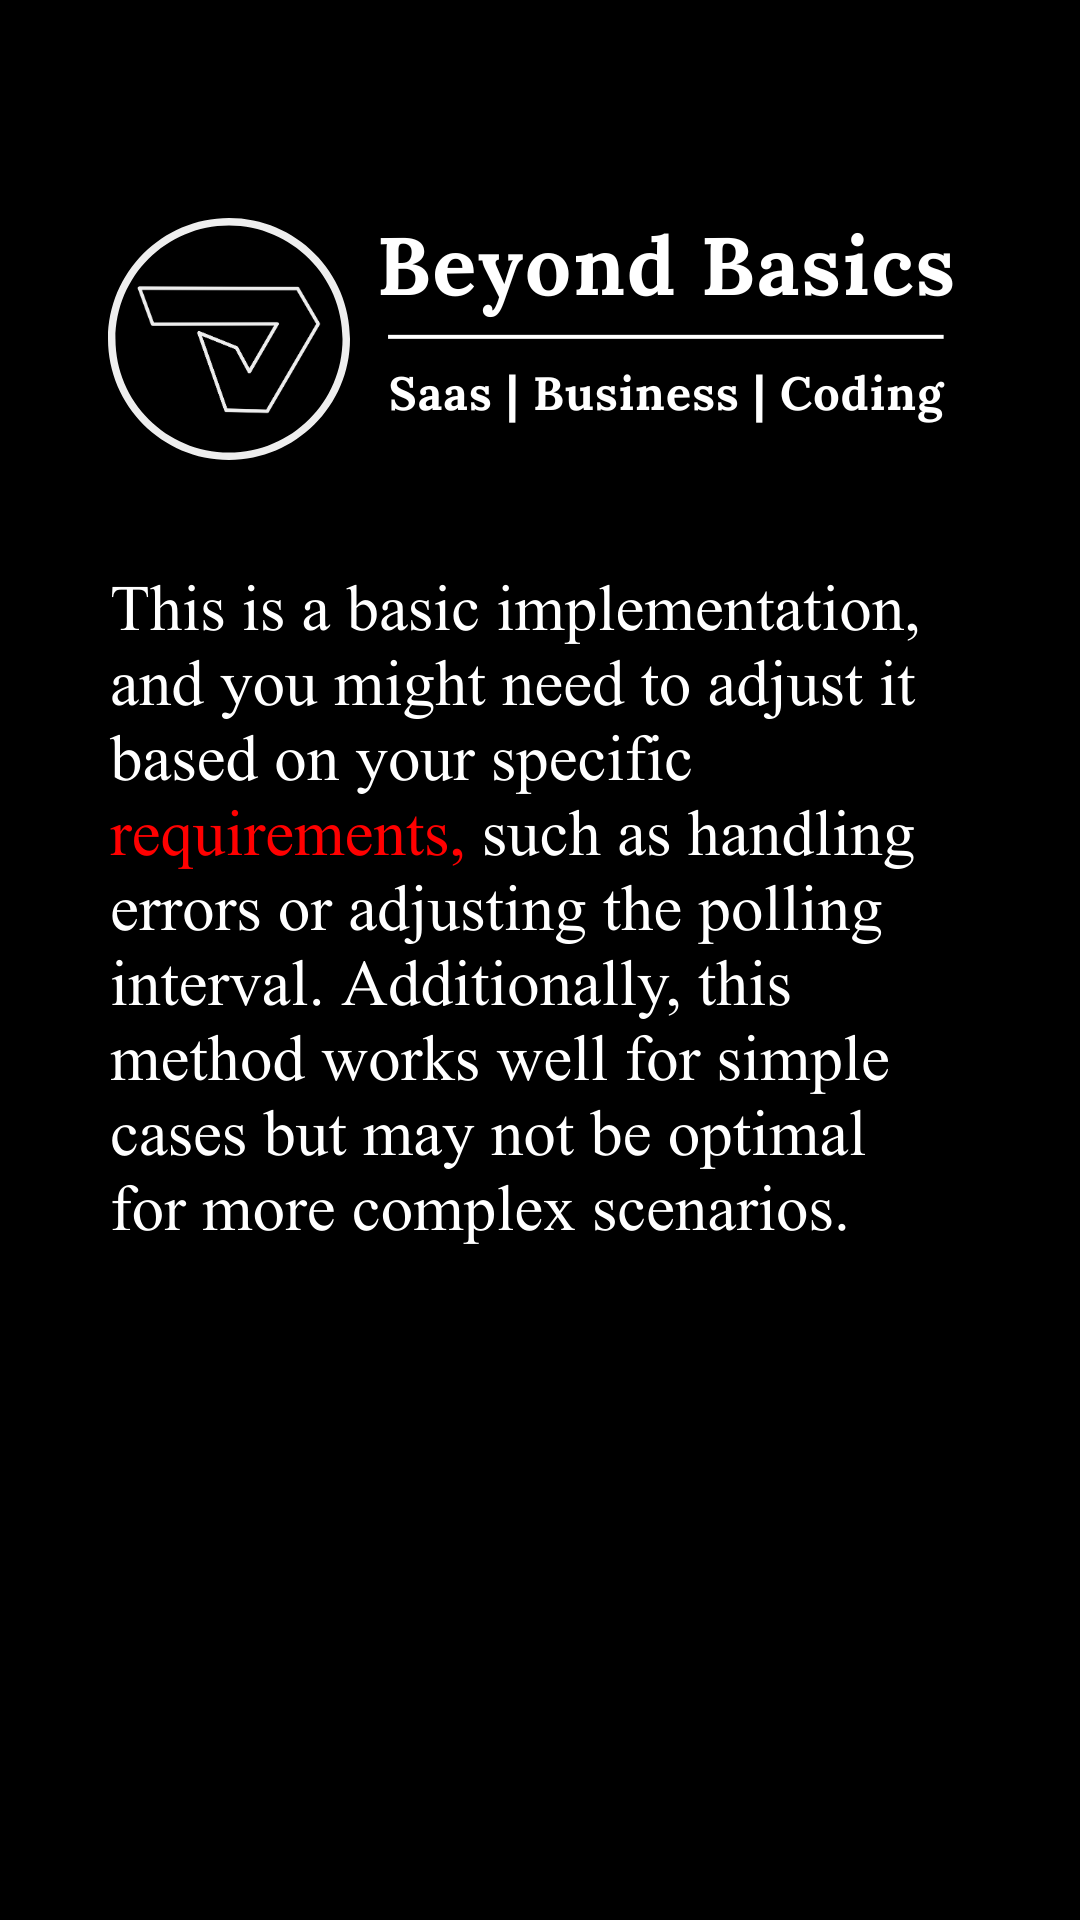 Beyond Basics
Saas | Business | Coding
This is a basic implementation,
and you might need to adjust it
based on your specific
requirements, such as handling
errors or adjusting the polling
interval. Additionally, this
method works well for simple
cases but may not be optimal
for more complex scenarios.